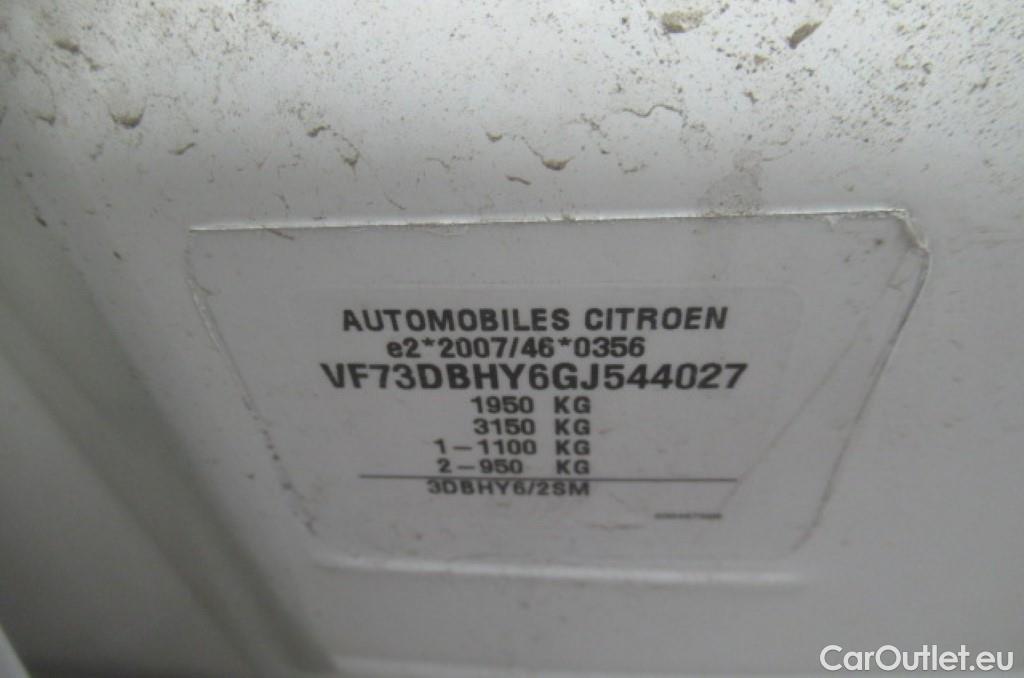 AUTOMOBILES CITROEN
e2*2007/46*0356
VF73DBHY6GJ544027
1950 KG
3150 KG
1-1100 KG
2-950 KG
3DBHY6/2SM
CarOutlet.eu